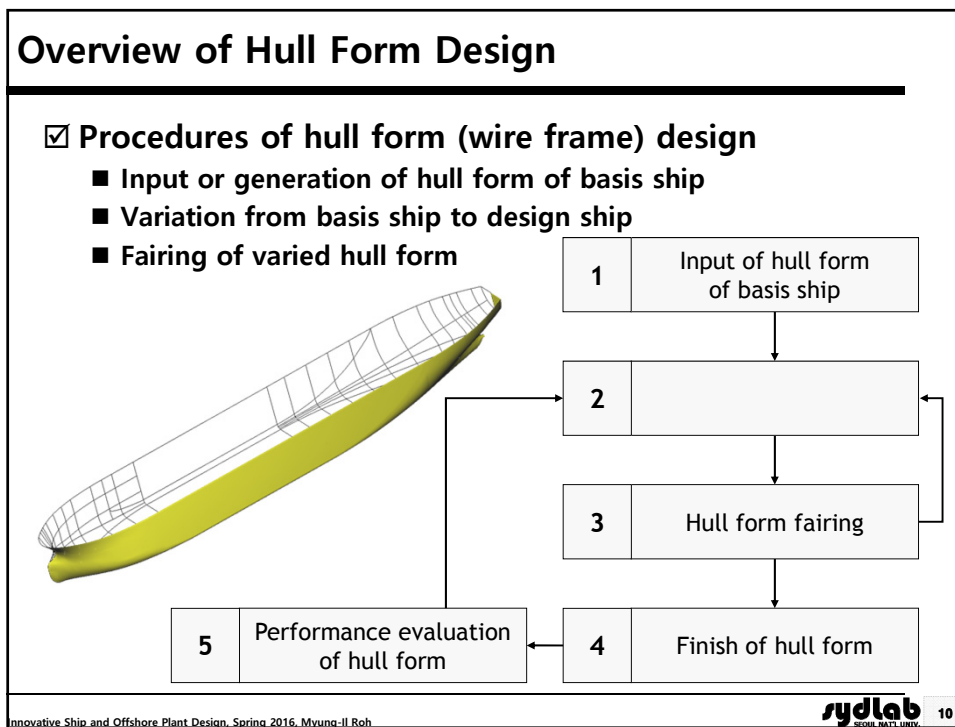 Overview of Hull Form Design
☑ Procedures of hull form (wire frame) design
■ Input or generation of hull form of basis ship
■ Variation from basis ship to design ship
■ Fairing of varied hull form
1
Input of hull form
of basis ship
2
3
Hull form fairing
4
Finish of hull form
5
Performance evaluation
of hull form
Innovative Ship and Offshore Plant Design, Spring 2016, Myung-Il Roh
sydlab
SEOUL NAT'L UNIV.
10